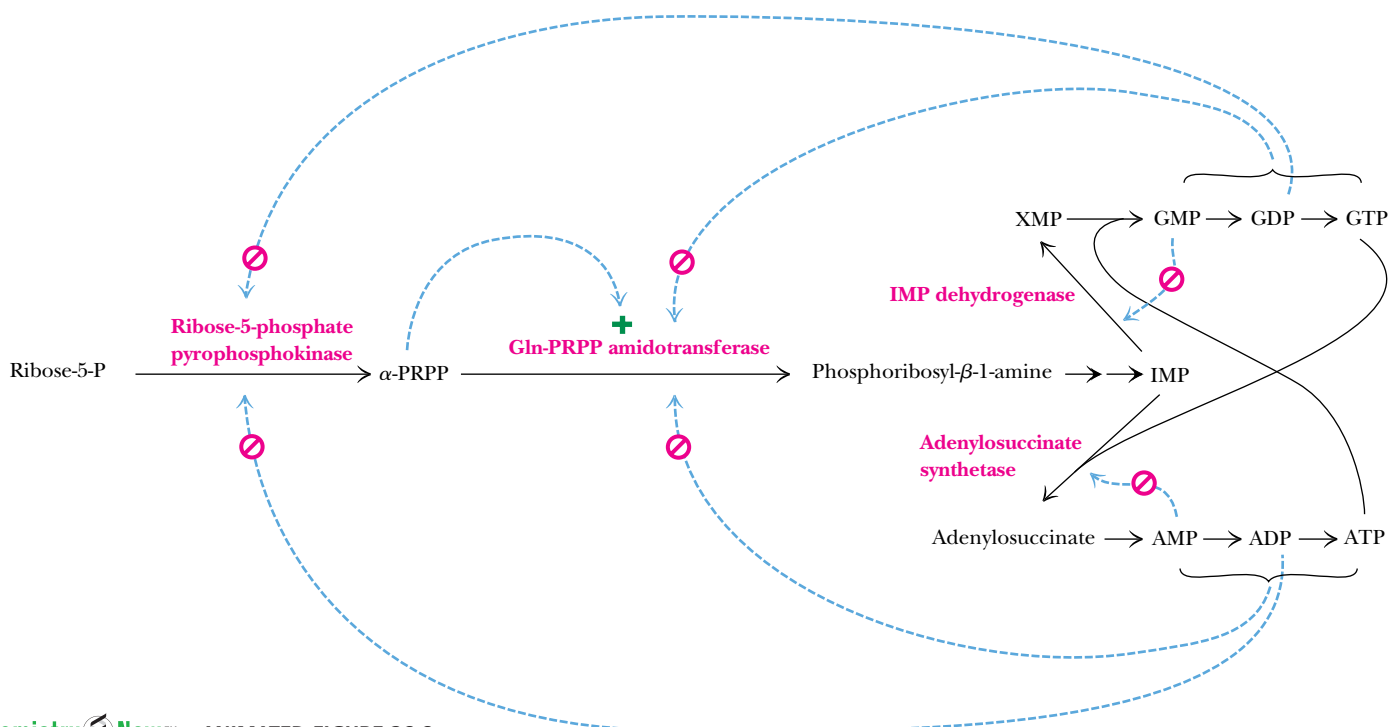 XMP
GMP
GDP
GTP
IMP dehydrogenase
Ribose-5-phosphate
pyrophosphokinase
+
Gln-PRPP amidotransferase
Ribose-5-P
α-PRPP
Phosphoribosyl-β-1-amine
IMP
Adenylosuccinate
synthetase
Adenylosuccinate
AMP
ADP
ATP